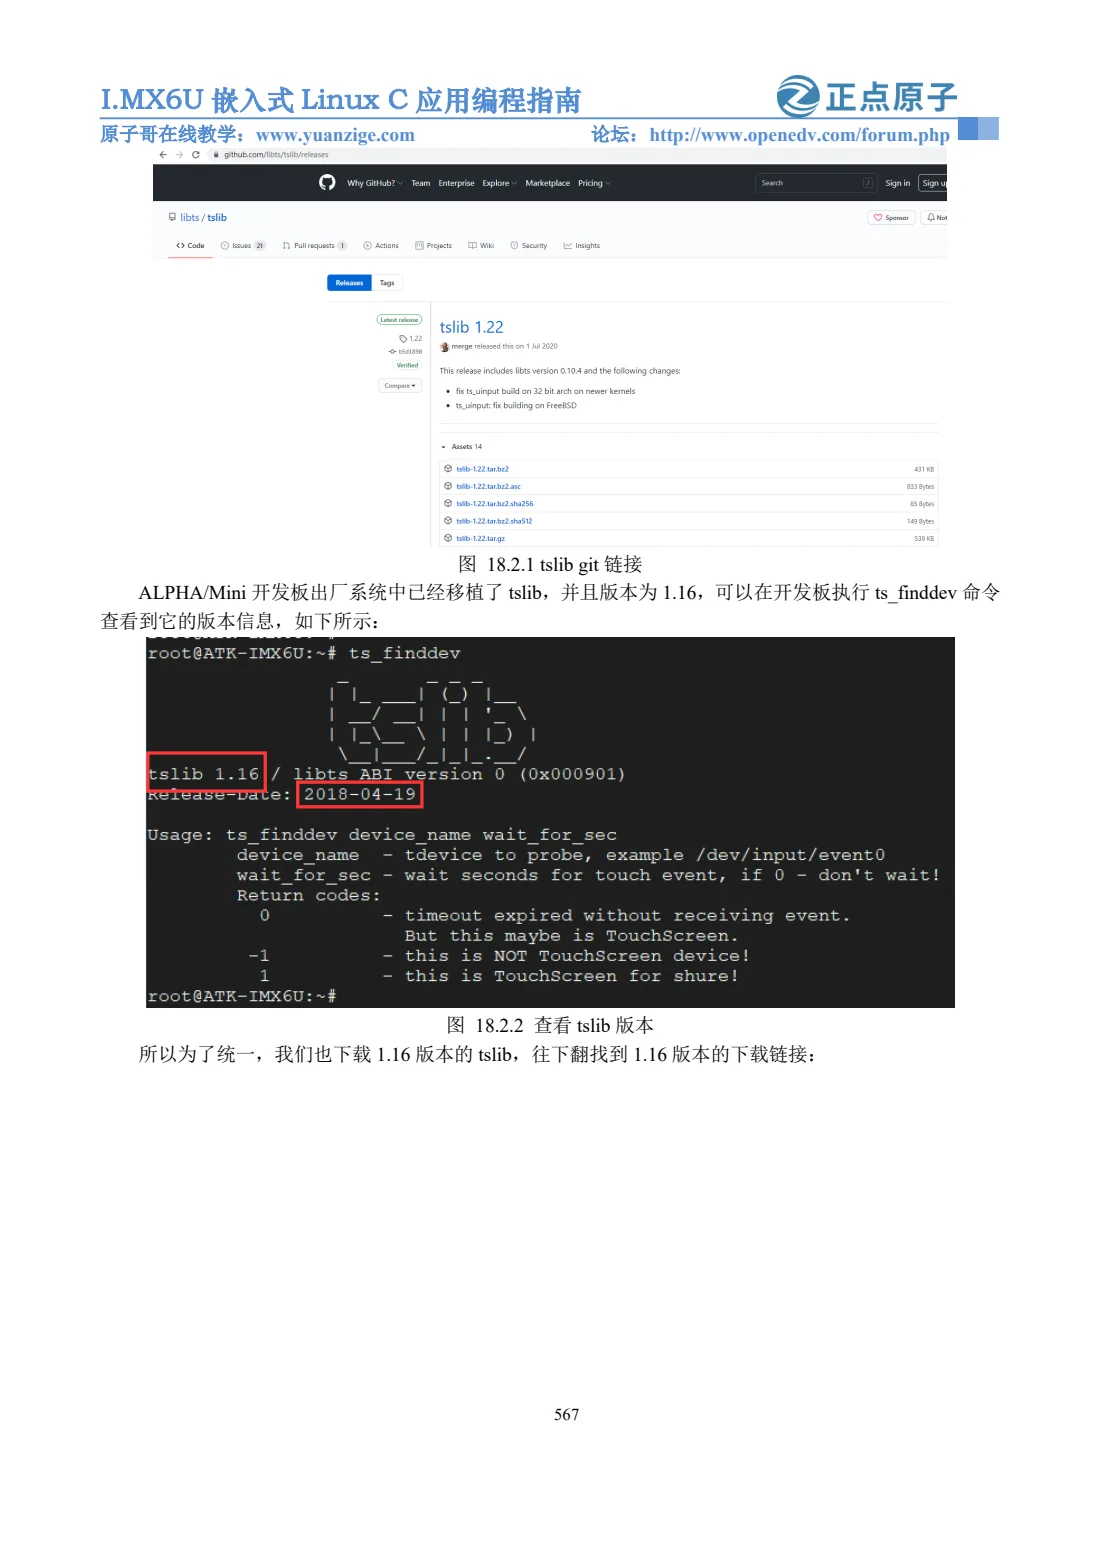 I.MX6U 嵌入式 Linux C 应用编程指南
正点原子
原子哥在线教学：www.yuanzige.com 论坛：http://www.openedv.com/forum.php
github.com/libts/tslib/releases
Why GitHub? Team Enterprise Explore Marketplace Pricing Search / Sign in Sign up
libts / tslib Sponsor Not
Code Issues 21 Pull requests 1 Actions Projects Wiki Security Insights
Releases Tags
Latest release
tslib 1.22
1.22
merge released this on 1 Jul 2020
b5d1898
Verified
This release includes libts version 0.10.4 and the following changes:
Compare
• fix ts_uinput build on 32 bit arch on newer kernels
• ts_uinput: fix building on FreeBSD
Assets 14
tslib-1.22.tar.bz2 431 KB
tslib-1.22.tar.bz2.asc 833 Bytes
tslib-1.22.tar.bz2.sha256 85 Bytes
tslib-1.22.tar.bz2.sha512 149 Bytes
tslib-1.22.tar.gz 539 KB
图 18.2.1 tslib git 链接
ALPHA/Mini 开发板出厂系统中已经移植了 tslib，并且版本为 1.16，可以在开发板执行 ts_finddev 命令
查看到它的版本信息，如下所示：
root@ATK-IMX6U:~# ts_finddev
tslib
tslib 1.16 / libts ABI version 0 (0x000901)
Release-Date: 2018-04-19
Usage: ts_finddev device_name wait_for_sec
device_name - tdevice to probe, example /dev/input/event0
wait_for_sec - wait seconds for touch event, if 0 - don't wait!
Return codes:
0 - timeout expired without receiving event.
But this maybe is TouchScreen.
-1 - this is NOT TouchScreen device!
1 - this is TouchScreen for shure!
root@ATK-IMX6U:~#
图 18.2.2 查看 tslib 版本
所以为了统一，我们也下载 1.16 版本的 tslib，往下翻找到 1.16 版本的下载链接：
567